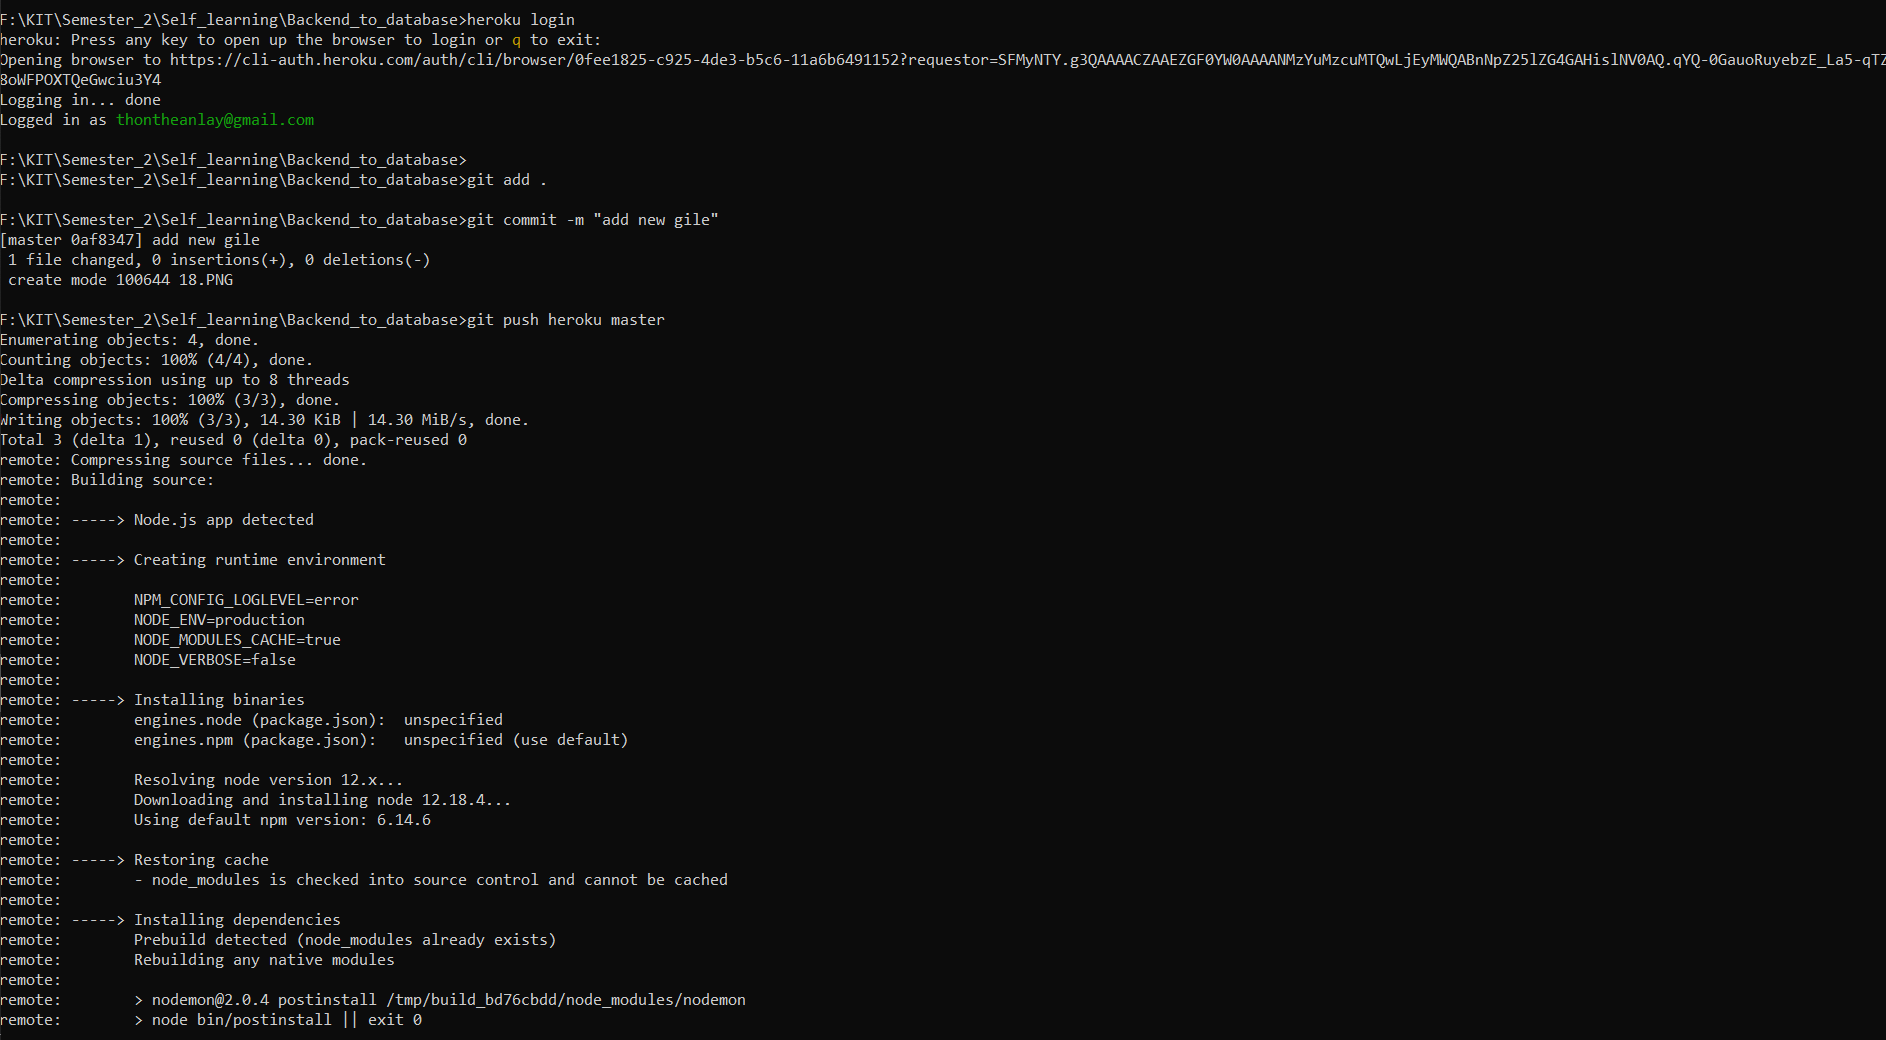 F:\KIT\Semester_2\Self_learning\Backend_to_database>heroku login
heroku: Press any key to open up the browser to login or q to exit:
Opening browser to https://cli-auth.heroku.com/auth/cli/browser/0fee1825-c925-4de3-b5c6-11a6b6491152?requestor=SFMyNTY.g3QAAAACZAAEZGF0YW0AAAANMzYuMzcuMTQwLjEyMWQABnNpZ25lZG4GAHislNV0AQ.qYQ-0GauoRuyebzE_La5-qTZ
8oWFPOXTQeGwciu3Y4
Logging in... done
Logged in as thontheanlay@gmail.com
F:\KIT\Semester_2\Self_learning\Backend_to_database>
F:\KIT\Semester_2\Self_learning\Backend_to_database>git add .
F:\KIT\Semester_2\Self_learning\Backend_to_database>git commit -m "add new gile"
[master 0af8347] add new gile
 1 file changed, 0 insertions(+), 0 deletions(-)
 create mode 100644 18.PNG
F:\KIT\Semester_2\Self_learning\Backend_to_database>git push heroku master
Enumerating objects: 4, done.
Counting objects: 100% (4/4), done.
Delta compression using up to 8 threads
Compressing objects: 100% (3/3), done.
Writing objects: 100% (3/3), 14.30 KiB | 14.30 MiB/s, done.
Total 3 (delta 1), reused 0 (delta 0), pack-reused 0
remote: Compressing source files... done.
remote: Building source:
remote:
remote: -----> Node.js app detected
remote:
remote: -----> Creating runtime environment
remote:
remote:        NPM_CONFIG_LOGLEVEL=error
remote:        NODE_ENV=production
remote:        NODE_MODULES_CACHE=true
remote:        NODE_VERBOSE=false
remote:
remote: -----> Installing binaries
remote:        engines.node (package.json):  unspecified
remote:        engines.npm (package.json):   unspecified (use default)
remote:
remote:        Resolving node version 12.x...
remote:        Downloading and installing node 12.18.4...
remote:        Using default npm version: 6.14.6
remote:
remote: -----> Restoring cache
remote:        - node_modules is checked into source control and cannot be cached
remote:
remote: -----> Installing dependencies
remote:        Prebuild detected (node_modules already exists)
remote:        Rebuilding any native modules
remote:
remote:        > nodemon@2.0.4 postinstall /tmp/build_bd76cbdd/node_modules/nodemon
remote:        > node bin/postinstall || exit 0